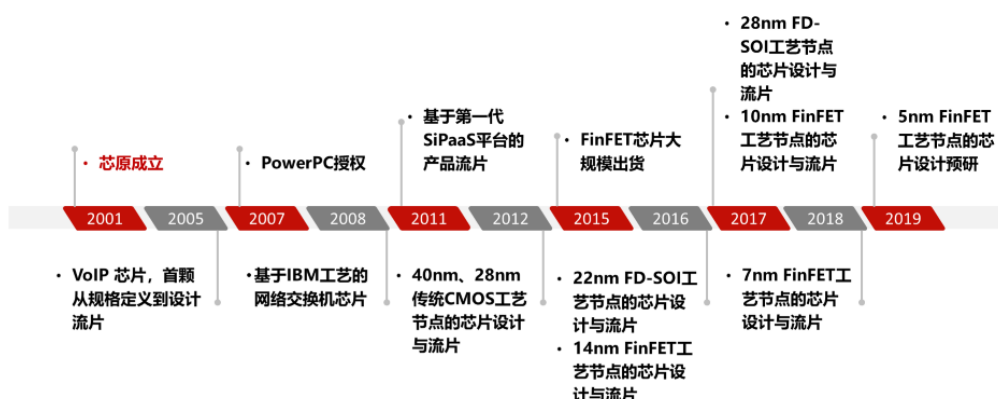 • 28nm FD-
SOI工艺节点
的芯片设计与
流片
• 10nm FinFET
工艺节点的芯
片设计与流片
• 基于第一代
SiPaaS平台的
产品流片
• 5nm FinFET
工艺节点的芯
片设计预研
• 芯原成立
• PowerPC授权
• FinFET芯片大
规模出货
2001 2005 2007 2008 2011 2012 2015 2016 2017 2018 2019
• VoIP 芯片，首颗
从规格定义到设计
流片
• 基于IBM工艺的
网络交换机芯片
• 40nm、28nm
传统CMOS工艺
节点的芯片设计
与流片
• 22nm FD-SOI工
艺节点的芯片设
计与流片
• 14nm FinFET工
艺节点的芯片设
计与流片
• 7nm FinFET工
艺节点的芯片
设计与流片